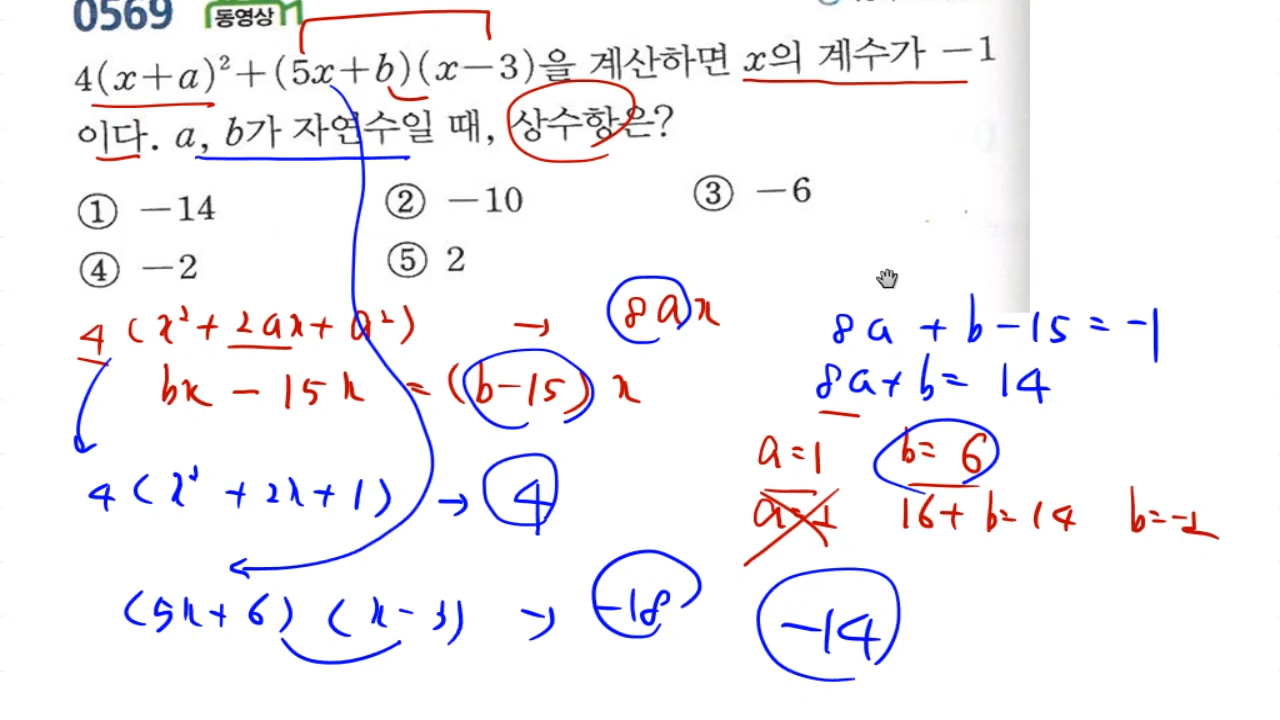 0569 동영상
4(x+a)²+(5x+b)(x−3)을 계산하면 x의 계수가 −1
이다. a, b가 자연수일 때, 상수항은?
① −14 ② −10 ③ −6
④ −2 ⑤ 2
4(x²+2ax+a²) → 8ax
bx − 15x = (b−15)x
4(x²+2x+1) → 4
(5x+6)(x−3) → −18
8a + b−15 = −1
8a+b = 14
a=1 b=6
a=2 16+b=14 b=−2
−14